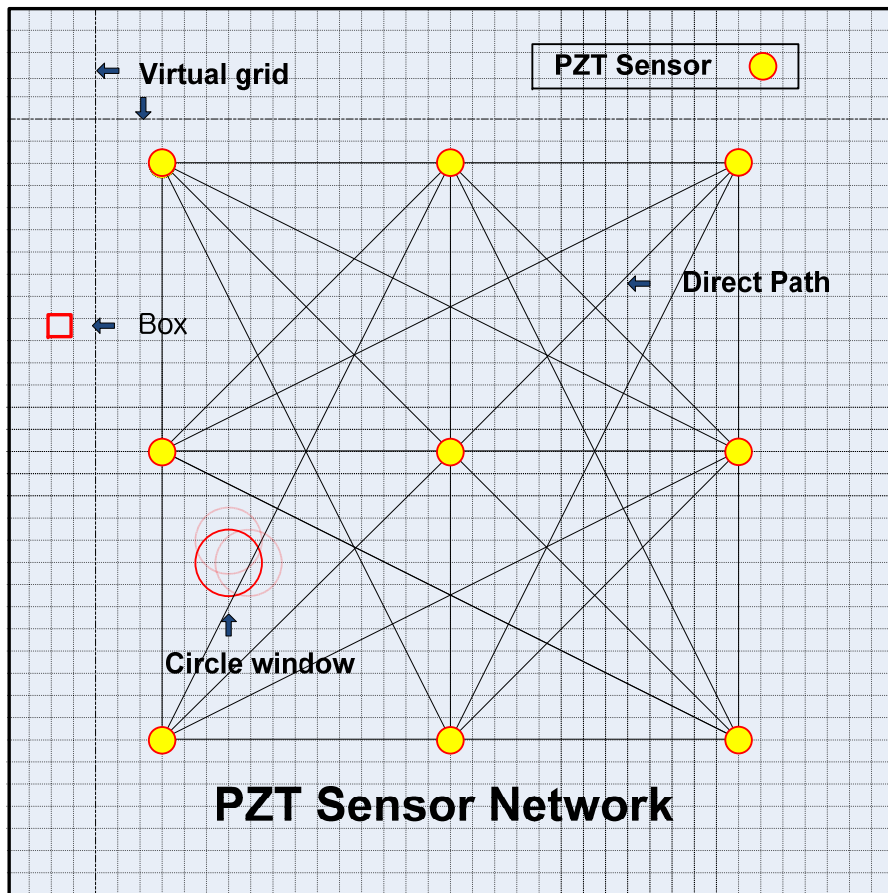 Virtual grid
PZT Sensor
Direct Path
Box
Circle window
PZT Sensor Network